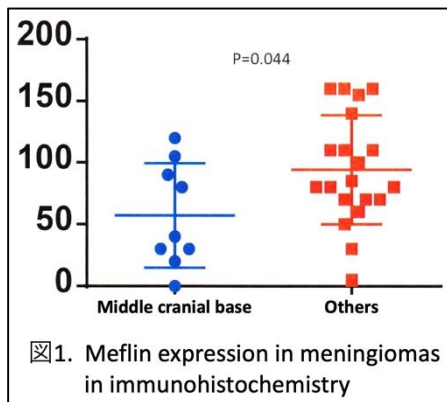 200
P=0.044
150
100
50
0
Middle cranial base Others
図1. Meflin expression in meningiomas
in immunohistochemistry